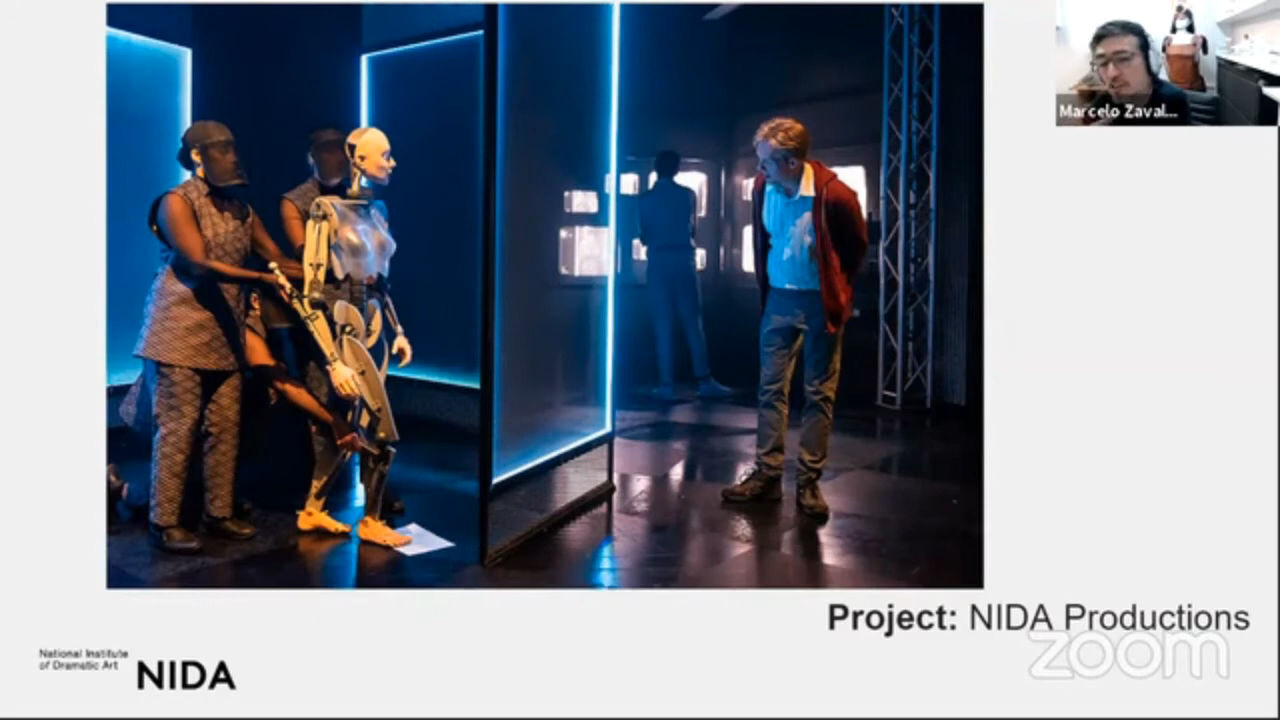 Marcelo Zaval...
Project: NIDA Productions
zoom
National Institute
of Dramatic Art
NIDA